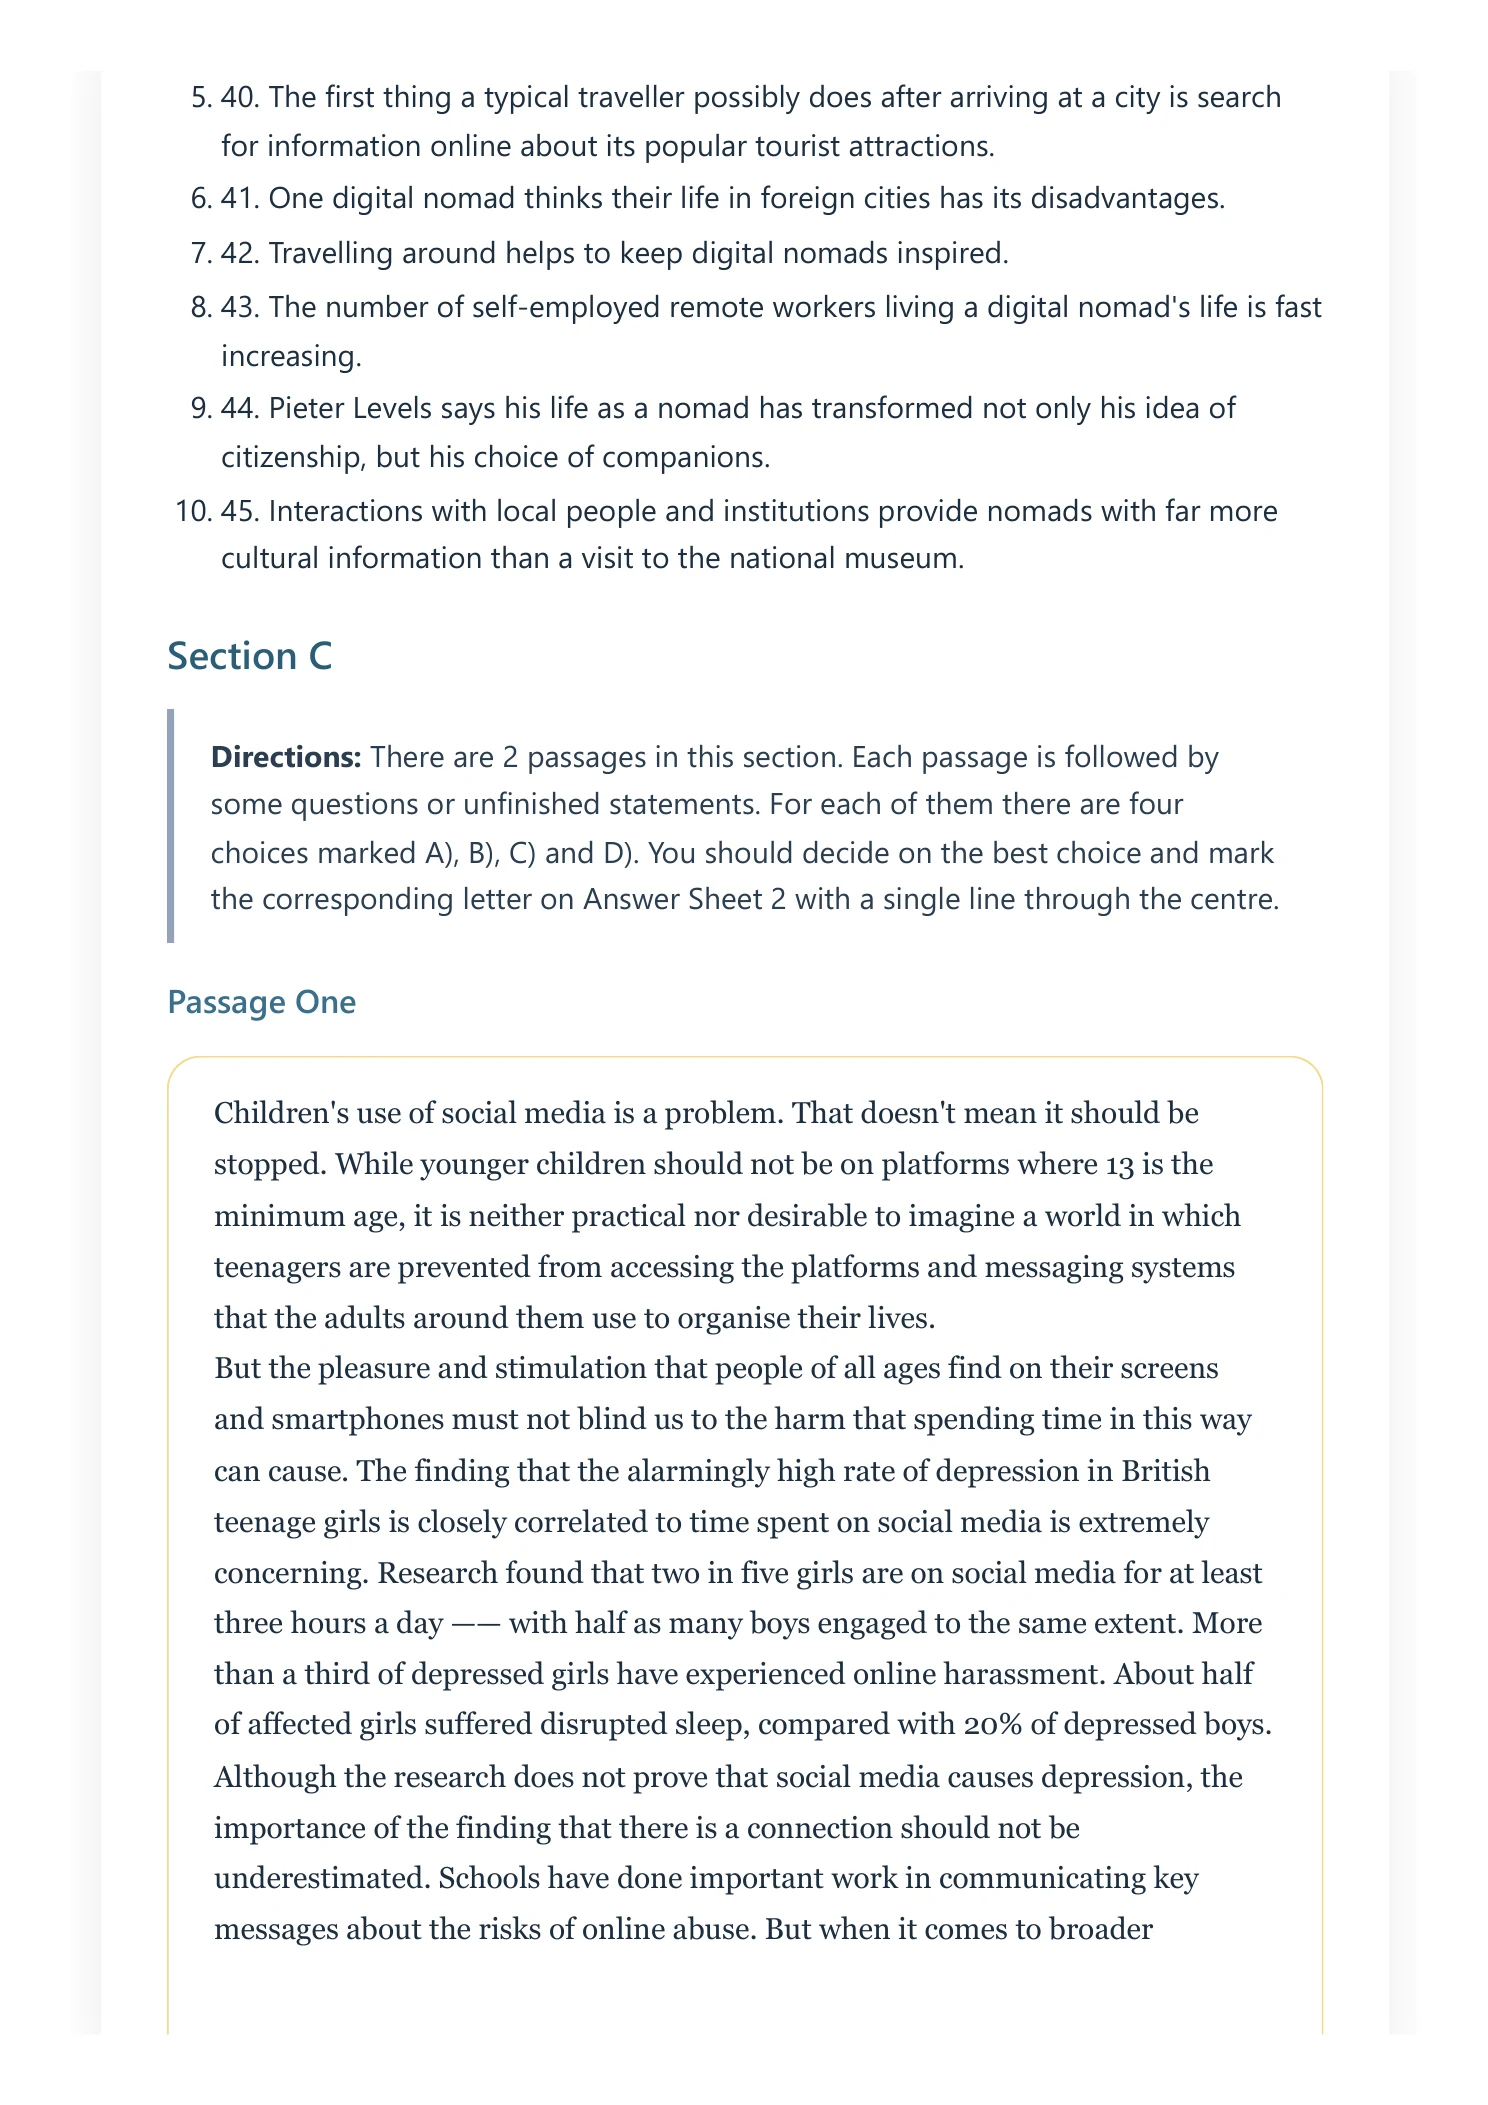 5. 40. The first thing a typical traveller possibly does after arriving at a city is search
for information online about its popular tourist attractions.
6. 41. One digital nomad thinks their life in foreign cities has its disadvantages.
7. 42. Travelling around helps to keep digital nomads inspired.
8. 43. The number of self-employed remote workers living a digital nomad's life is fast
increasing.
9. 44. Pieter Levels says his life as a nomad has transformed not only his idea of
citizenship, but his choice of companions.
10. 45. Interactions with local people and institutions provide nomads with far more
cultural information than a visit to the national museum.
Section C
Directions: There are 2 passages in this section. Each passage is followed by
some questions or unfinished statements. For each of them there are four
choices marked A), B), C) and D). You should decide on the best choice and mark
the corresponding letter on Answer Sheet 2 with a single line through the centre.
Passage One
Children's use of social media is a problem. That doesn't mean it should be
stopped. While younger children should not be on platforms where 13 is the
minimum age, it is neither practical nor desirable to imagine a world in which
teenagers are prevented from accessing the platforms and messaging systems
that the adults around them use to organise their lives.
But the pleasure and stimulation that people of all ages find on their screens
and smartphones must not blind us to the harm that spending time in this way
can cause. The finding that the alarmingly high rate of depression in British
teenage girls is closely correlated to time spent on social media is extremely
concerning. Research found that two in five girls are on social media for at least
three hours a day —— with half as many boys engaged to the same extent. More
than a third of depressed girls have experienced online harassment. About half
of affected girls suffered disrupted sleep, compared with 20% of depressed boys.
Although the research does not prove that social media causes depression, the
importance of the finding that there is a connection should not be
underestimated. Schools have done important work in communicating key
messages about the risks of online abuse. But when it comes to broader